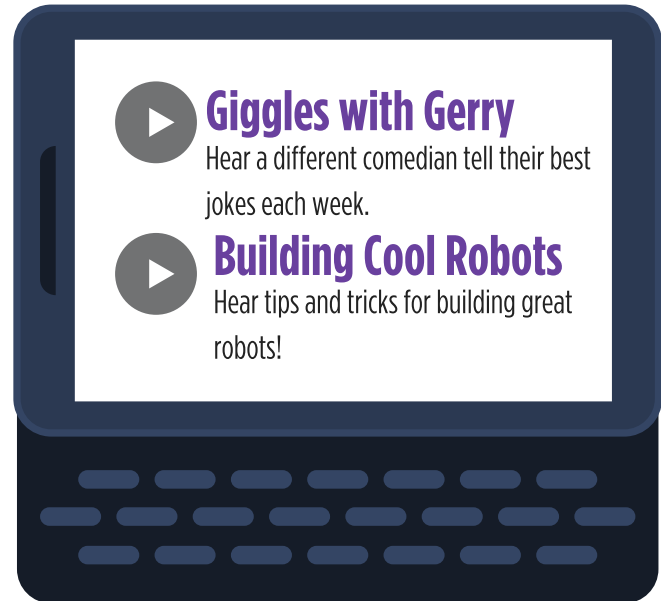 Giggles with Gerry
Hear a different comedian tell their best
jokes each week.
Building Cool Robots
Hear tips and tricks for building great
robots!